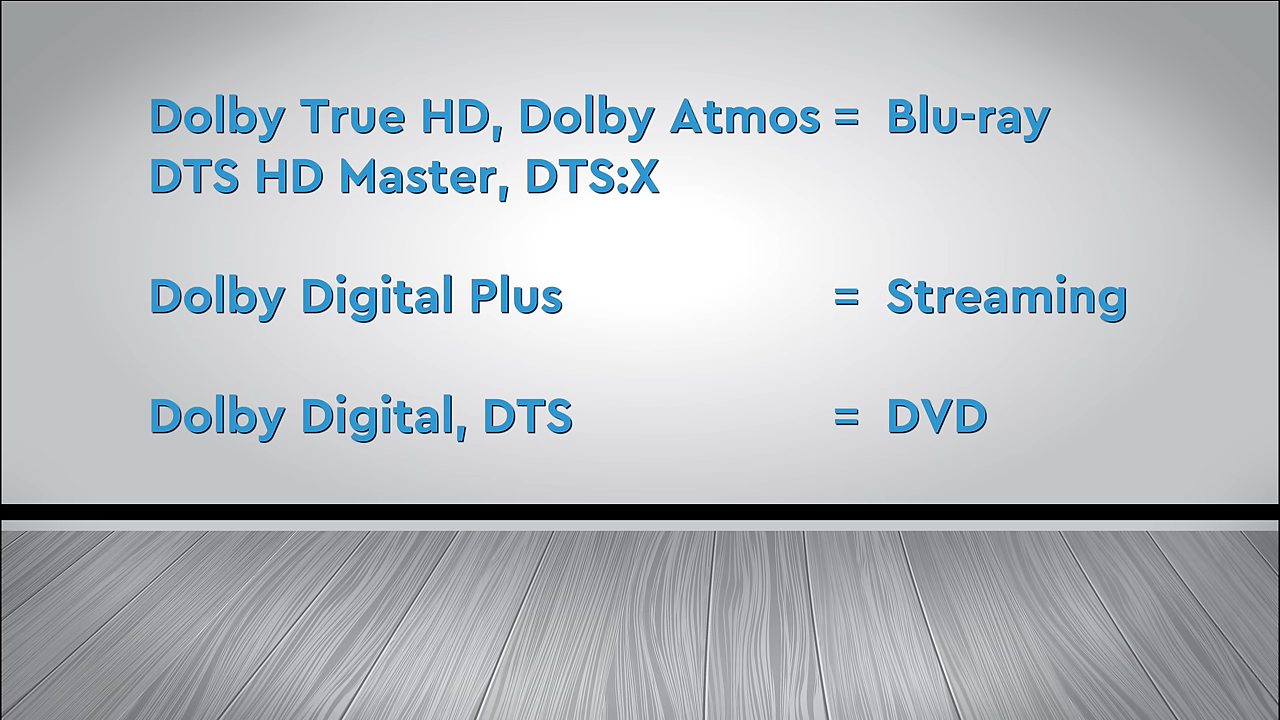 Dolby True HD, Dolby Atmos = Blu-ray
DTS HD Master, DTS:X
Dolby Digital Plus = Streaming
Dolby Digital, DTS = DVD